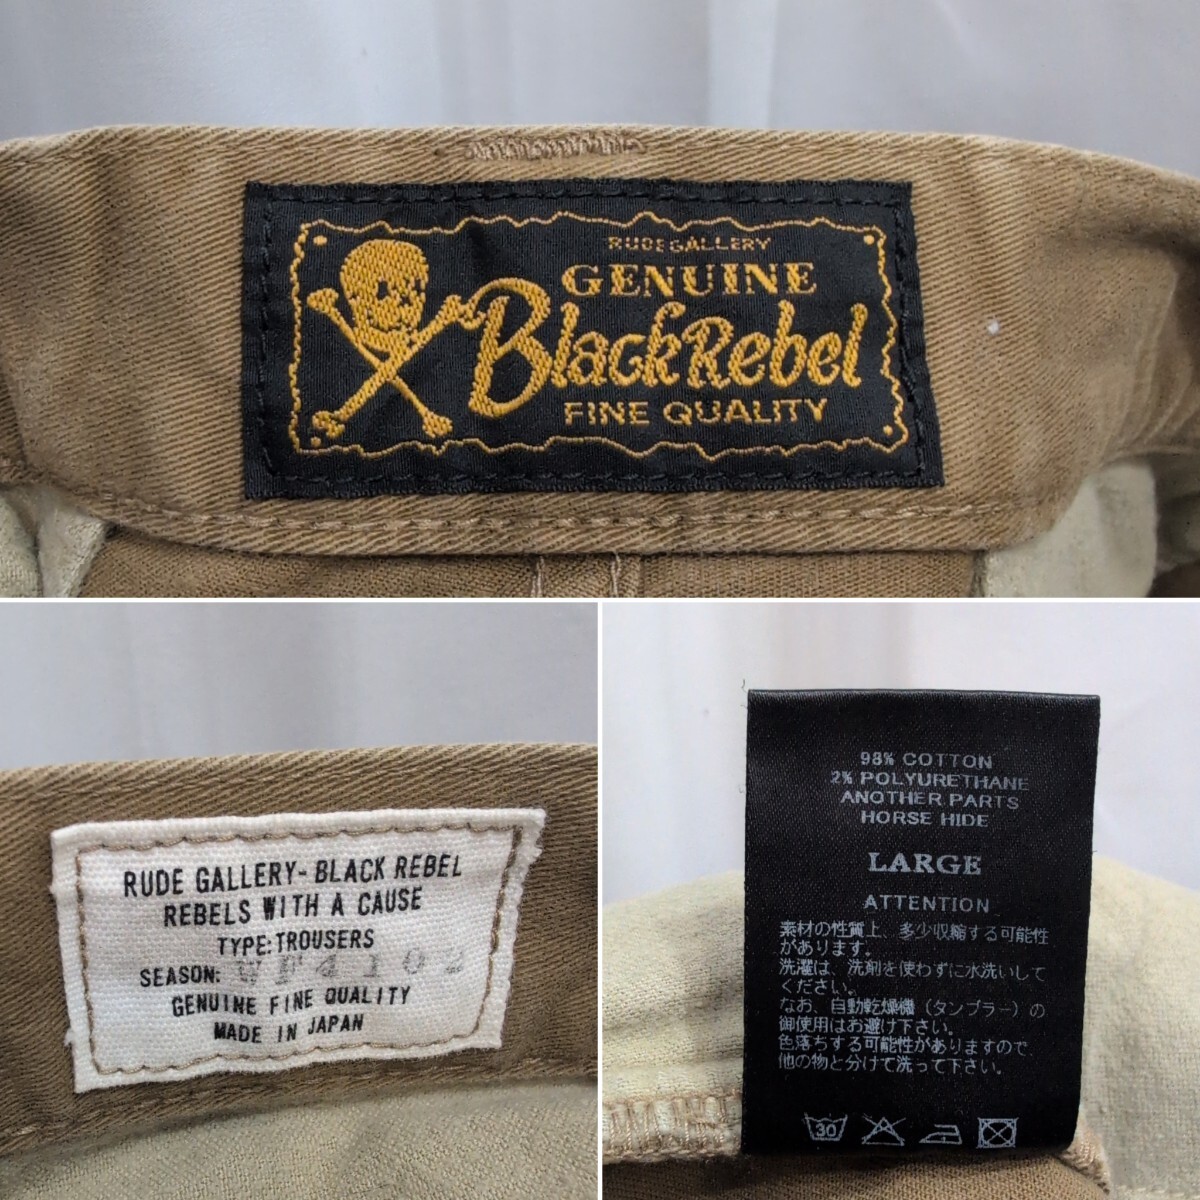 RUDE GALLERY
GENUINE
Black Rebel
FINE QUALITY
RUDE GALLERY-BLACK REBEL
REBELS WITH A CAUSE
TYPE:TROUSERS
SEASON:
GENUINE FINE QUALITY
MADE IN JAPAN
98% COTTON
2% POLYURETHANE
ANOTHER PARTS
HORSE HIDE
LARGE
ATTENTION
素材の性質上、多少収縮する可能性
があります。
洗濯は、洗剤を使わずに水洗いして
ください。
なお、自動乾燥機（タンブラー）の
御使用はお避け下さい。
色落ちする可能性がありますので、
他の物と分けて洗って下さい。
30